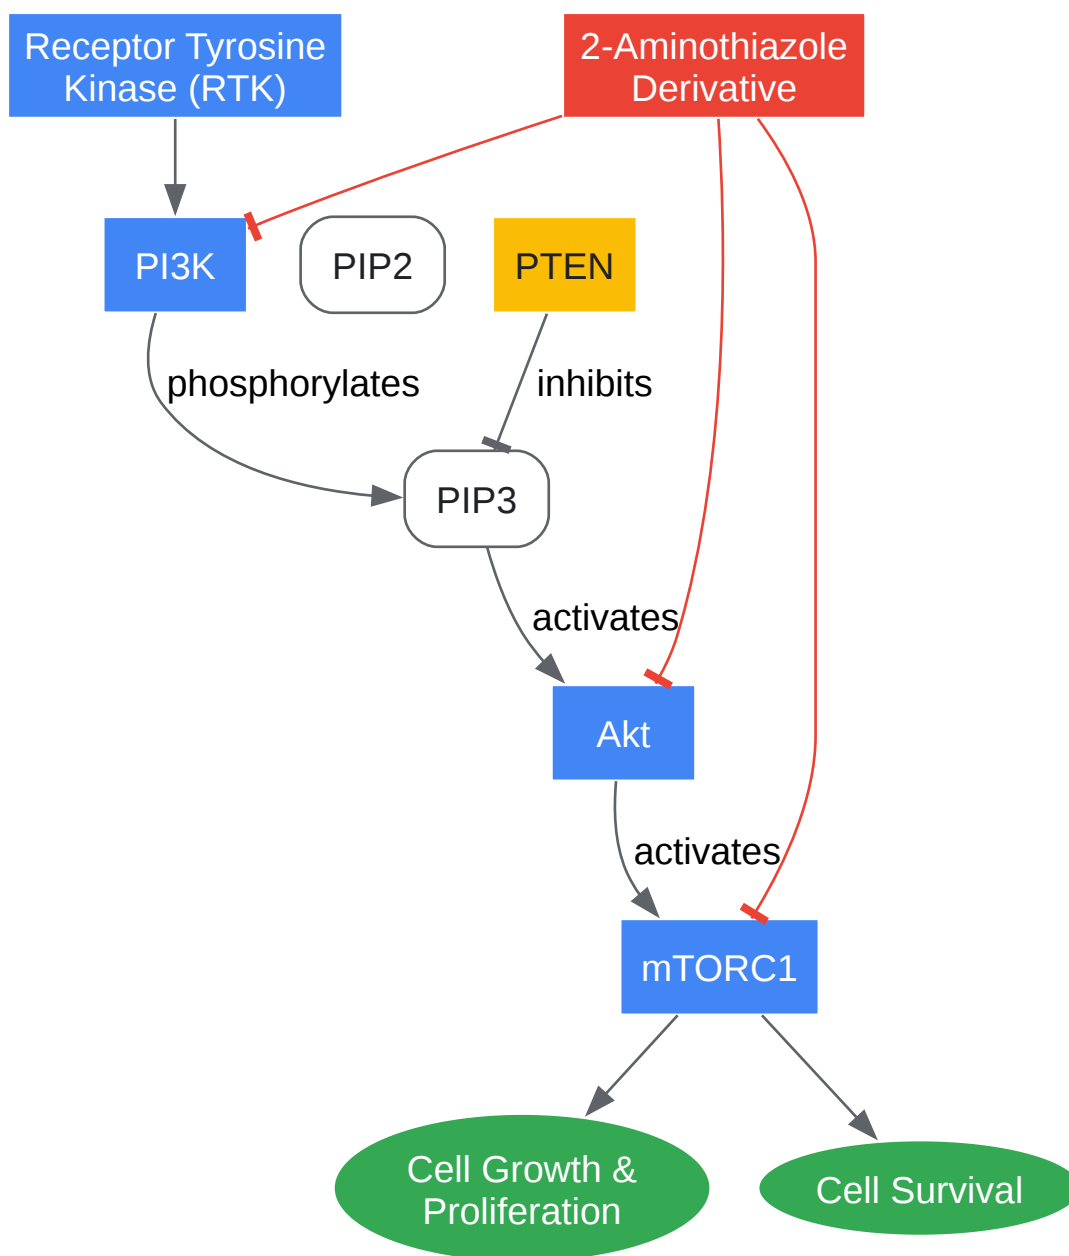 Receptor Tyrosine
Kinase (RTK)
2-Aminothiazole
Derivative
PI3K
PIP2
PTEN
phosphorylates
inhibits
PIP3
activates
Akt
activates
mTORC1
Cell Growth &
Proliferation
Cell Survival